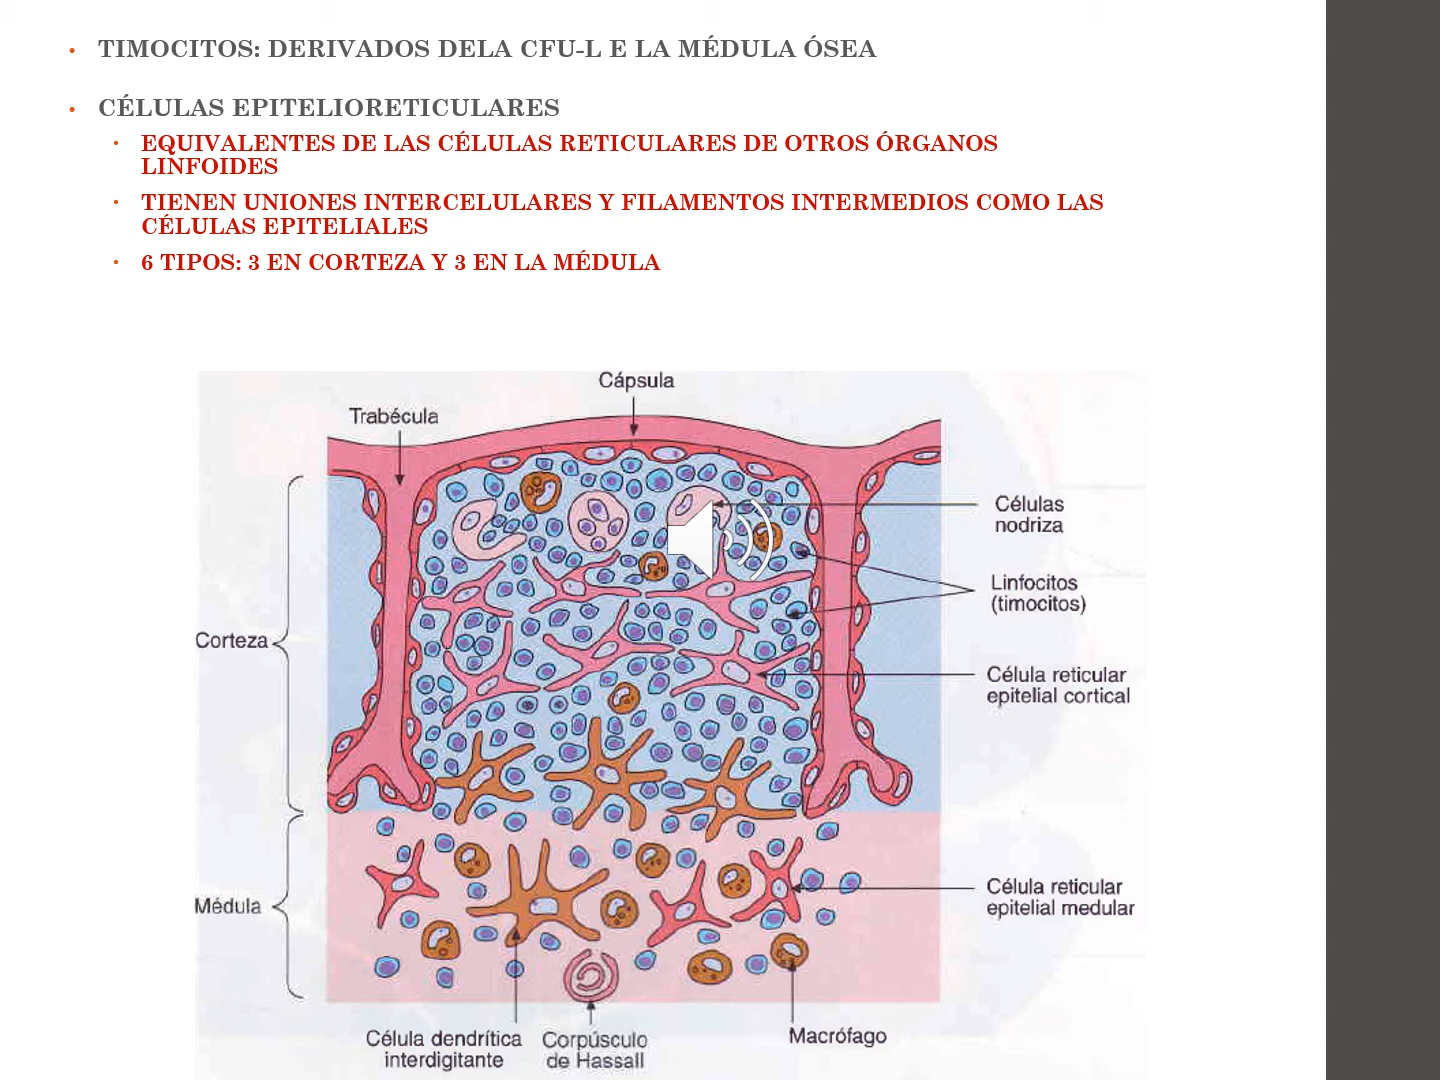 • TIMOCITOS: DERIVADOS DELA CFU-L E LA MÉDULA ÓSEA
• CÉLULAS EPITELIORETICULARES
• EQUIVALENTES DE LAS CÉLULAS RETICULARES DE OTROS ÓRGANOS
LINFOIDES
• TIENEN UNIONES INTERCELULARES Y FILAMENTOS INTERMEDIOS COMO LAS
CÉLULAS EPITELIALES
• 6 TIPOS: 3 EN CORTEZA Y 3 EN LA MÉDULA
Cápsula
Trabécula
Células
nodriza
Linfocitos
(timocitos)
Corteza
Célula reticular
epitelial cortical
Médula
Célula reticular
epitelial medular
Célula dendrítica
interdigitante
Corpúsculo
de Hassall
Macrófago